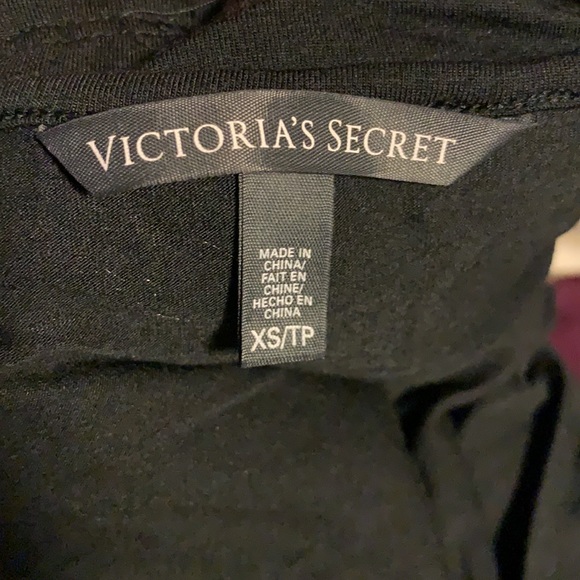 VICTORIA'S SECRET
MADE IN
CHINA/
FAIT EN
CHINE/
HECHO EN
CHINA
XS/TP